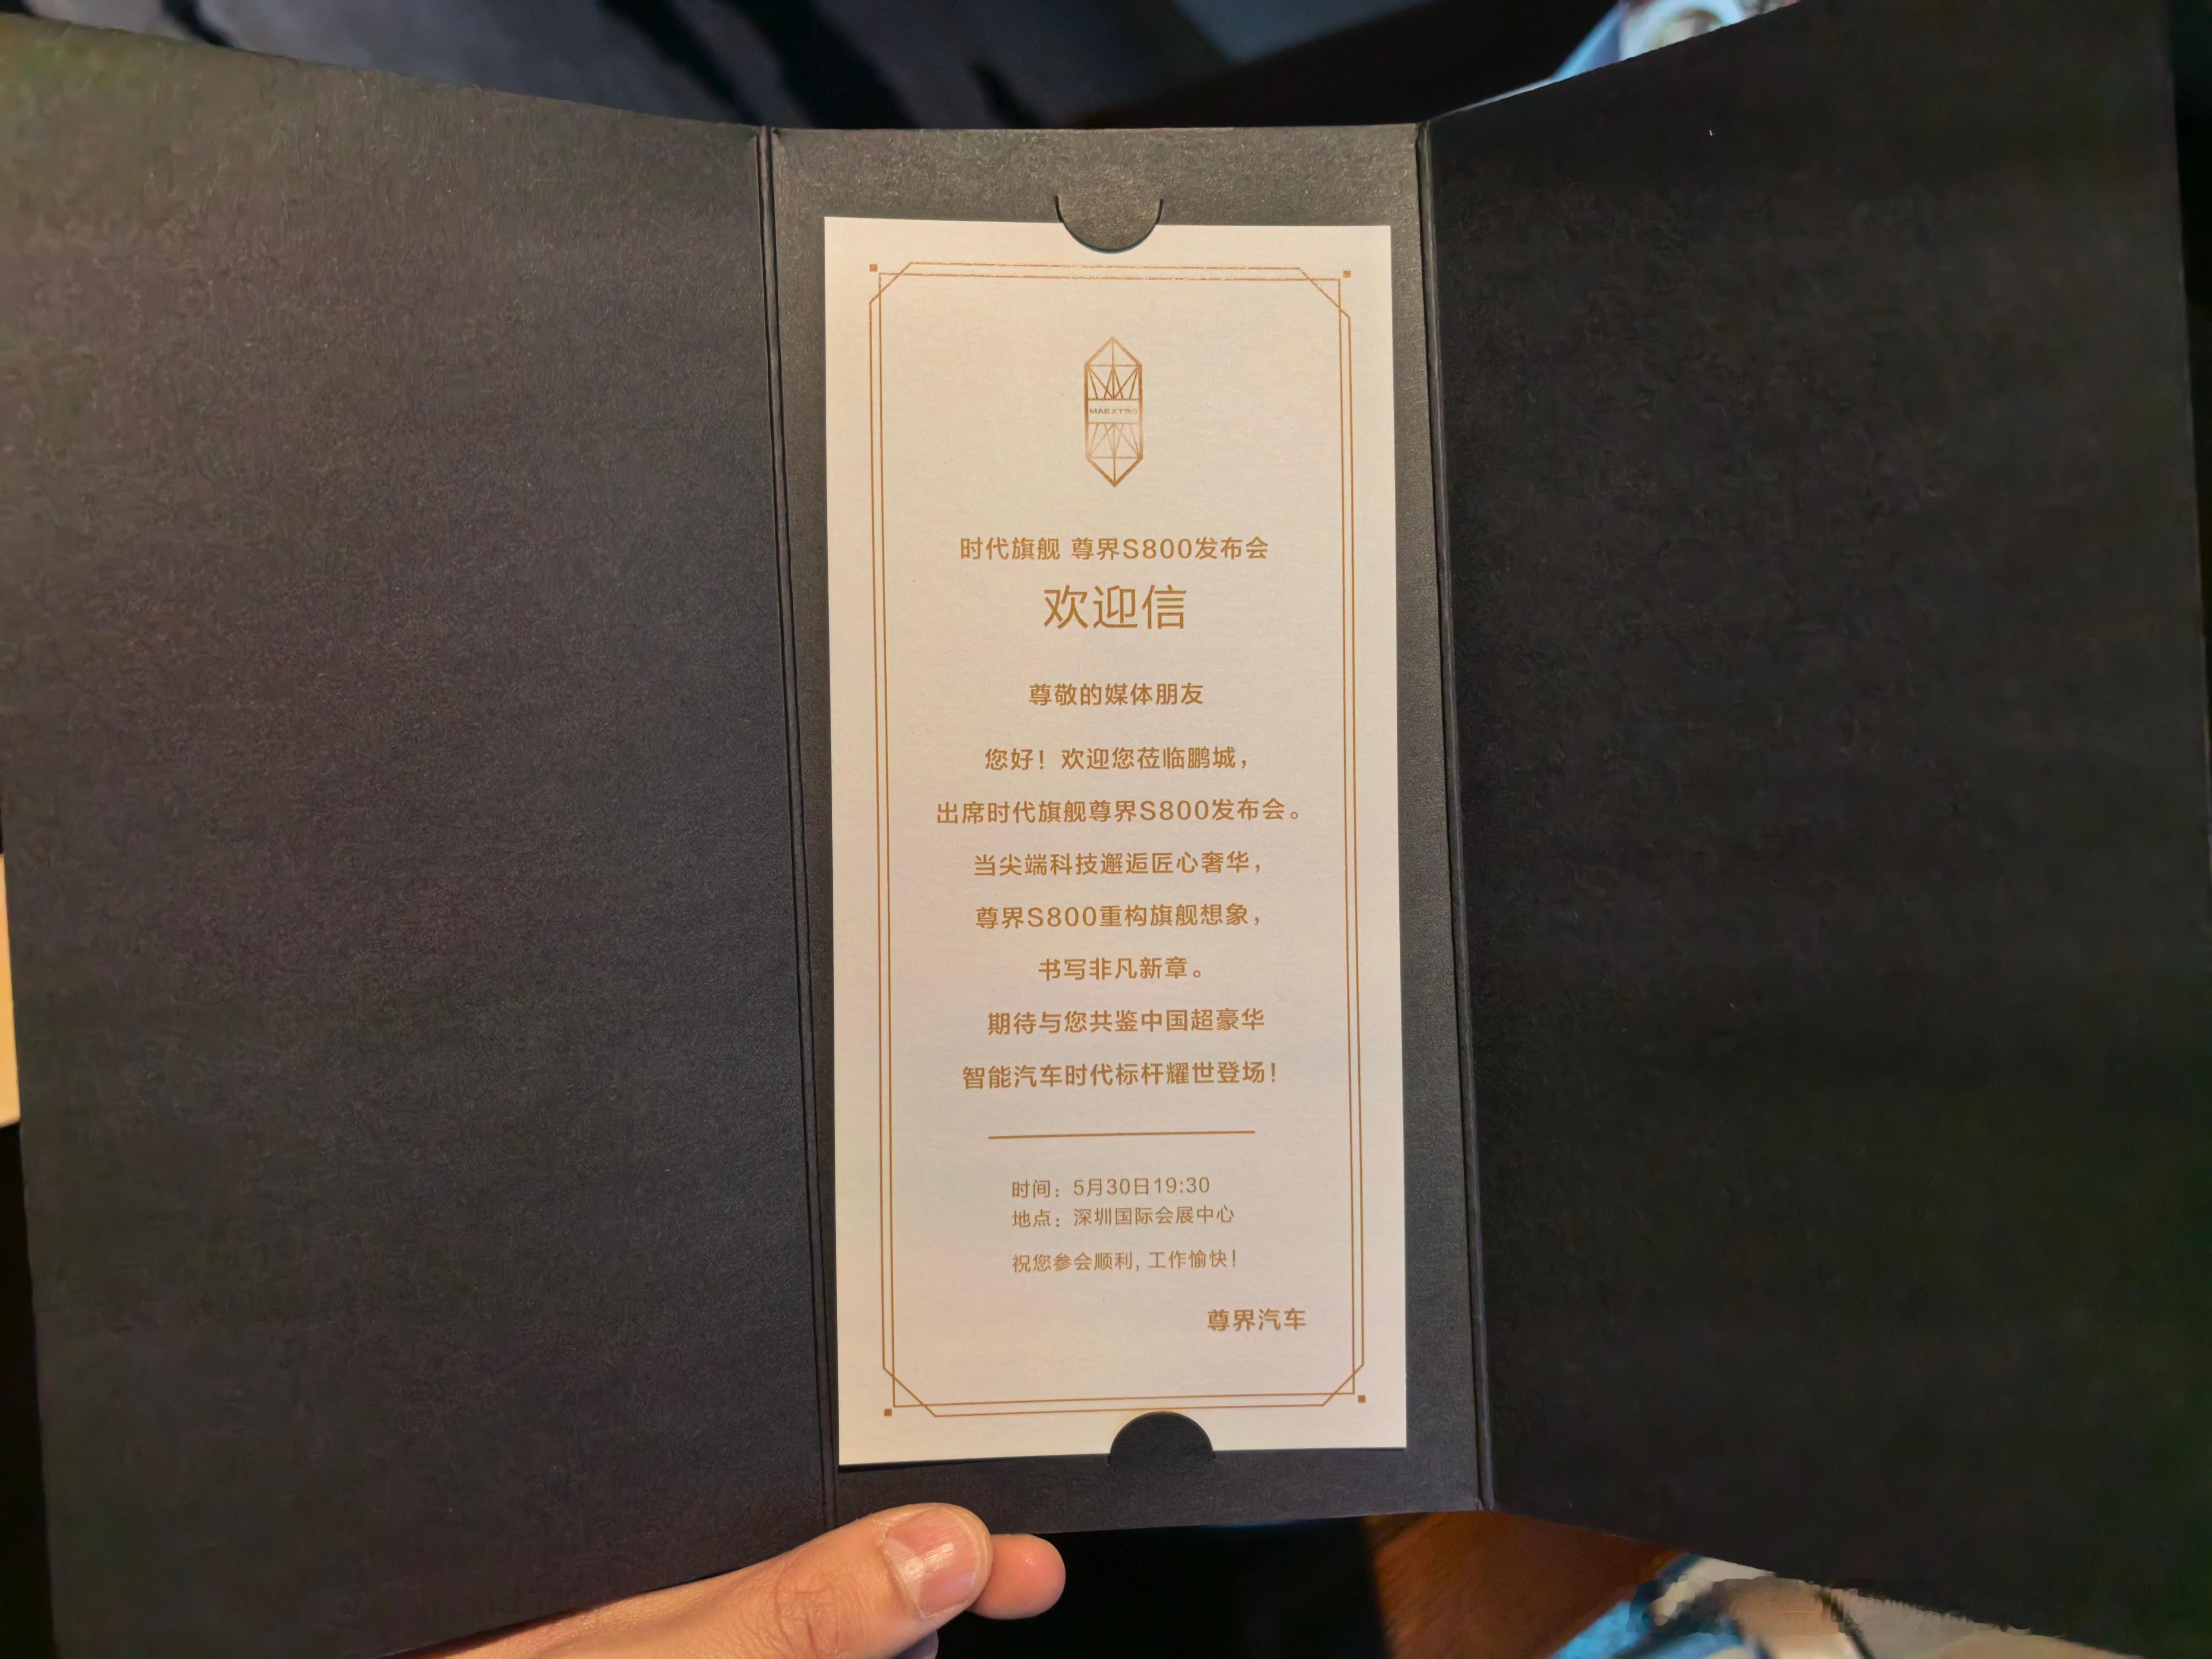 MAEXTRO
时代旗舰 尊界S800发布会
欢迎信
尊敬的媒体朋友
您好！欢迎您莅临鹏城，
出席时代旗舰尊界S800发布会。
当尖端科技邂逅匠心奢华，
尊界S800重构旗舰想象，
书写非凡新章。
期待与您共鉴中国超豪华
智能汽车时代标杆耀世登场！
时间：5月30日19:30
地点：深圳国际会展中心
祝您参会顺利，工作愉快！
尊界汽车